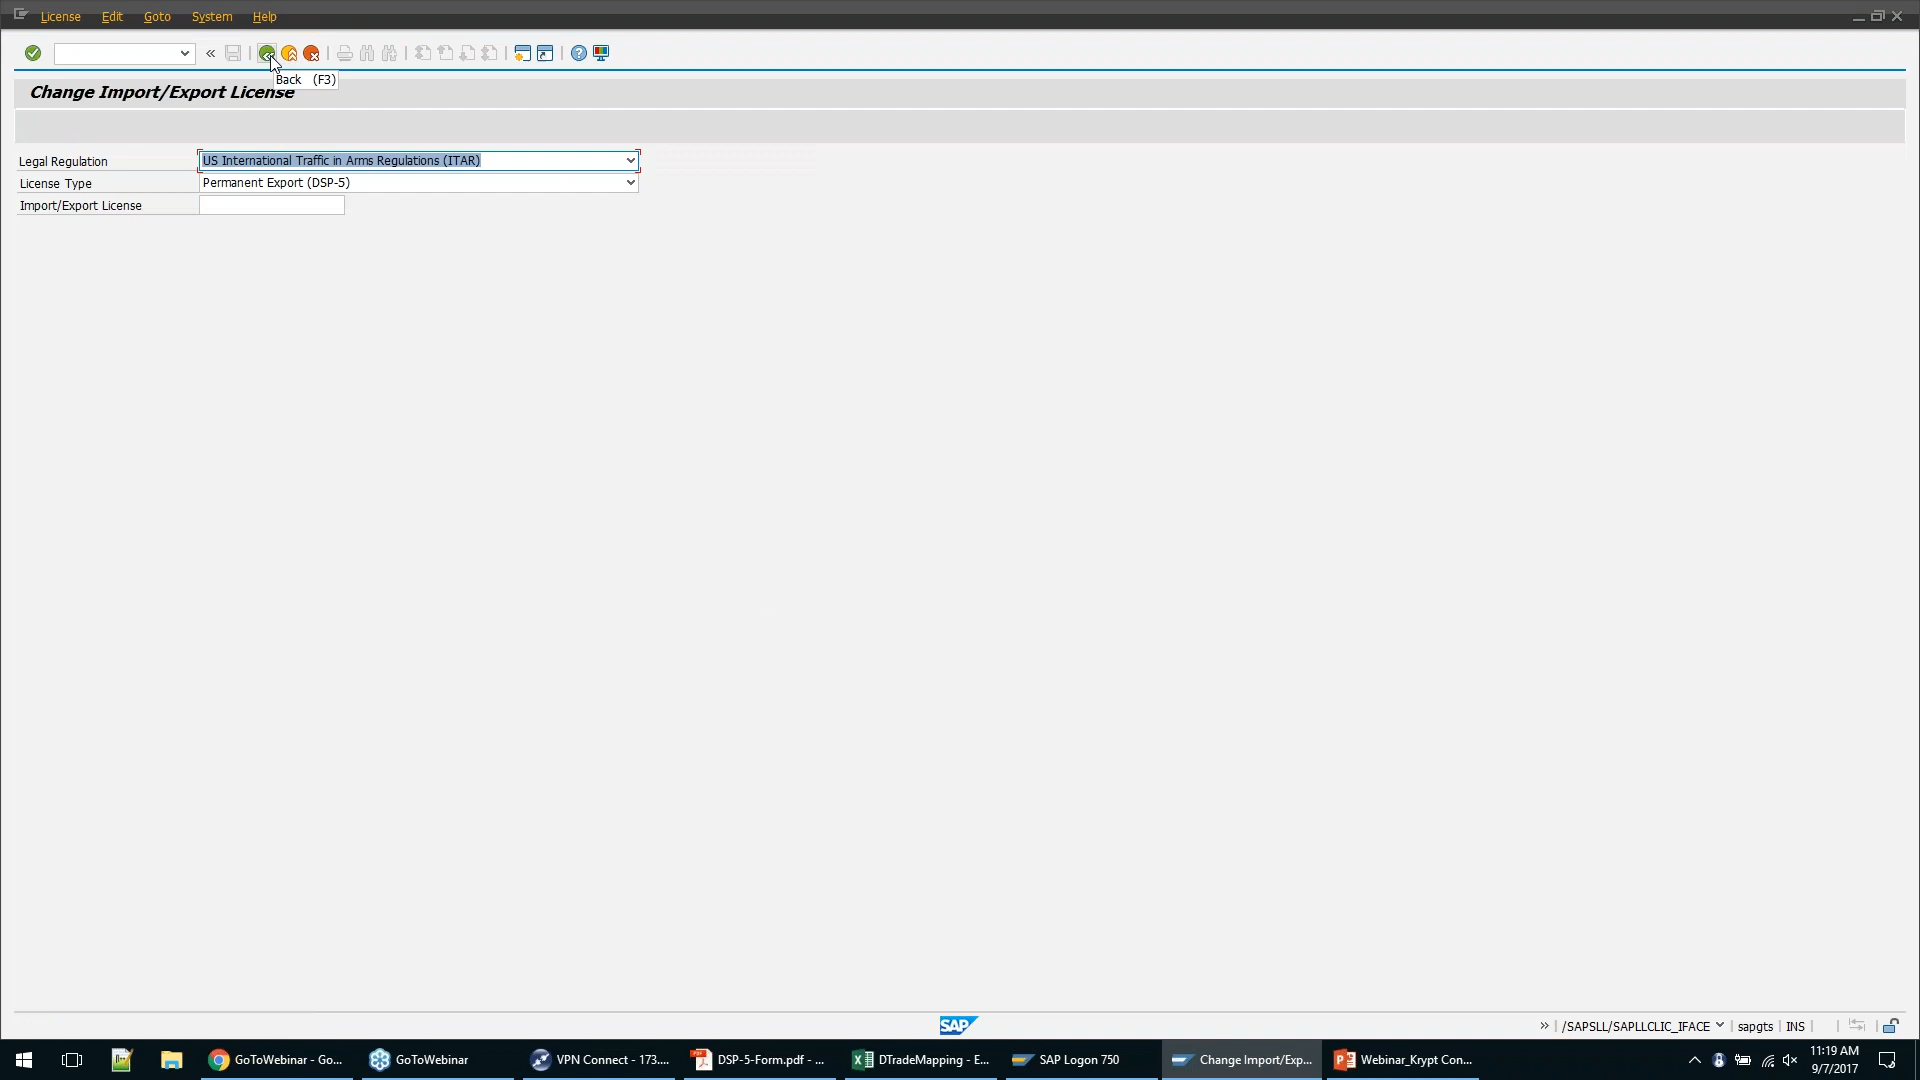 License Edit Goto System Help
Back (F3)
Change Import/Export License
Legal Regulation US International Traffic in Arms Regulations (ITAR)
License Type Permanent Export (DSP-5)
Import/Export License
SAP
/SAPSLL/SAPLLCLIC_IFACE sapgts INS
GoToWebinar - Go... GoToWebinar VPN Connect - 173.... DSP-5-Form.pdf - ... DTradeMapping - E... SAP Logon 750 Change Import/Exp... Webinar_Krypt Con... 11:19 AM
9/7/2017